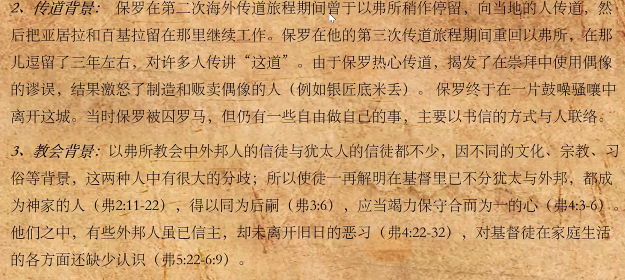 2、传道背景： 保罗在第二次海外传道旅程期间曾于以弗所稍作停留，向当地的人传道，然
后把亚居拉和百基拉留在那里继续工作。保罗在他的第三次传道旅程期间重回以弗所，在那
儿逗留了三年左右，对许多人传讲“这道”。由于保罗热心传道，揭发了在崇拜中使用偶像
的谬误，结果激怒了制造和贩卖偶像的人（例如银匠底米丢）。 保罗终于在一片鼓噪骚嚷中
离开这城。当时保罗被囚罗马，但仍有一些自由做自己的事，主要以书信的方式与人联络。
3、教会背景：以弗所教会中外邦人的信徒与犹太人的信徒都不少，因不同的文化、宗教、习
俗等背景，这两种人中有很大的分歧；所以使徒一再解明在基督里已不分犹太与外邦，都成
为神家的人（弗2:11-22），得以同为后嗣（弗3:6），应当竭力保守合而为一的心（弗4:3-6）。
他们之中，有些外邦人虽已信主，却未离开旧日的恶习（弗4:22-32），对基督徒在家庭生活
的各方面还缺少认识（弗5:22-6:9）。